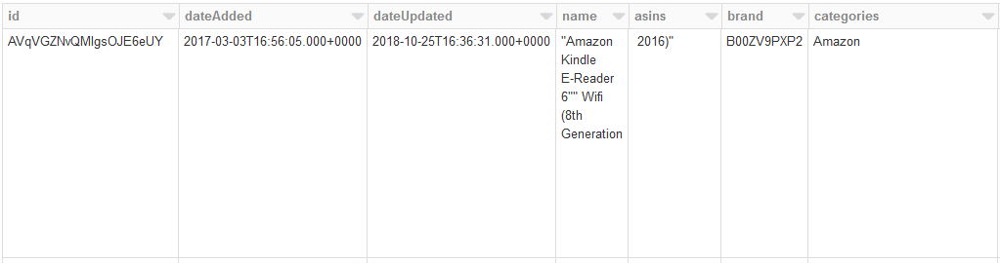 id dateAdded dateUpdated name asins brand categories
AVqVGZNvQMlgsOJE6eUY 2017-03-03T16:56:05.000+0000 2018-10-25T16:36:31.000+0000 "Amazon 2016)" B00ZV9PXP2 Amazon
Kindle
E-Reader
6"" Wifi
(8th
Generation